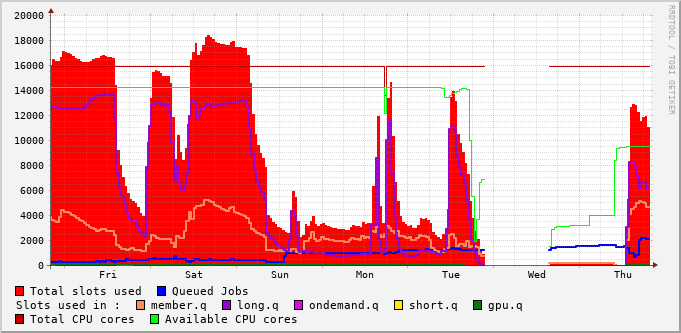 20000
18000
16000
14000
12000
10000
8000
6000
4000
2000
0
Fri Sat Sun Mon Tue Wed Thu
RRDTOOL / TOBI OETIKER
Total slots used Queued Jobs
Slots used in : member.q long.q ondemand.q short.q gpu.q
Total CPU cores Available CPU cores